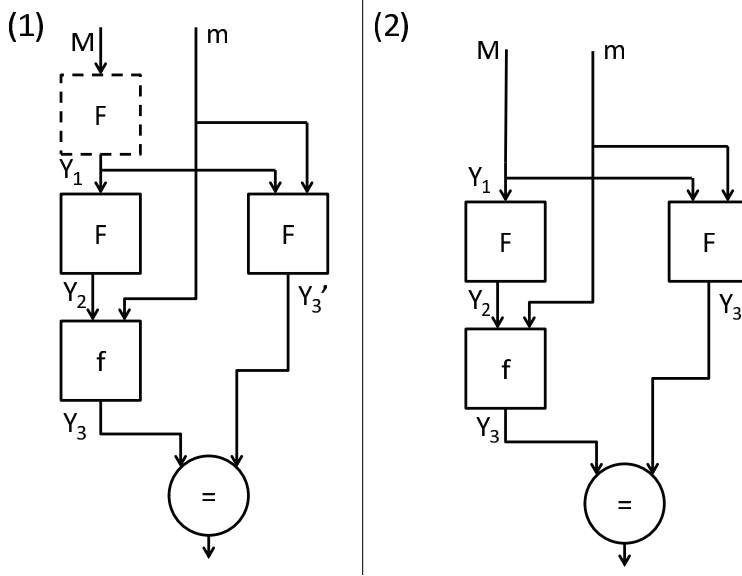 (1)
M
m
F
Y1
F
F
Y2
Y3’
f
Y3
=
(2)
M
m
Y1
F
F
Y2
Y3
f
Y3
=